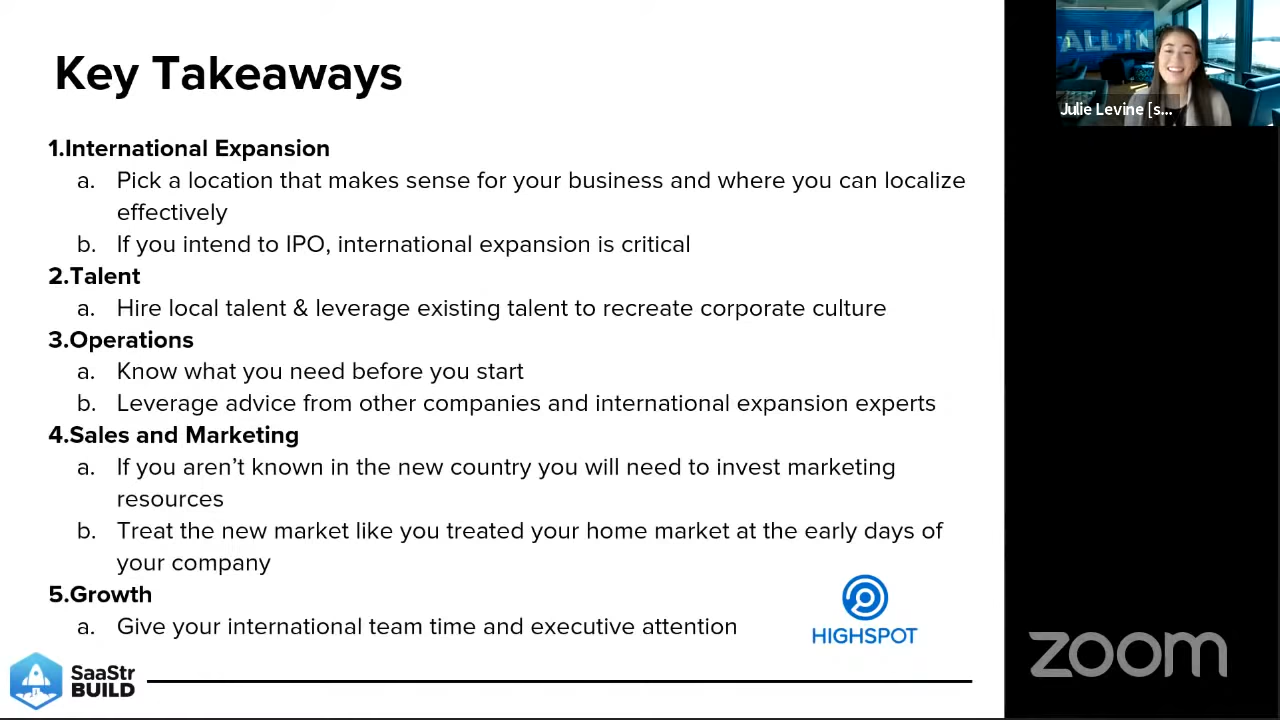 Key Takeaways
1.International Expansion
a. Pick a location that makes sense for your business and where you can localize
effectively
b. If you intend to IPO, international expansion is critical
2.Talent
a. Hire local talent & leverage existing talent to recreate corporate culture
3.Operations
a. Know what you need before you start
b. Leverage advice from other companies and international expansion experts
4.Sales and Marketing
a. If you aren’t known in the new country you will need to invest marketing
resources
b. Treat the new market like you treated your home market at the early days of
your company
5.Growth
a. Give your international team time and executive attention
HIGHSPOT
SaaStr
BUILD
ALL IN
Julie Levine [s...
zoom